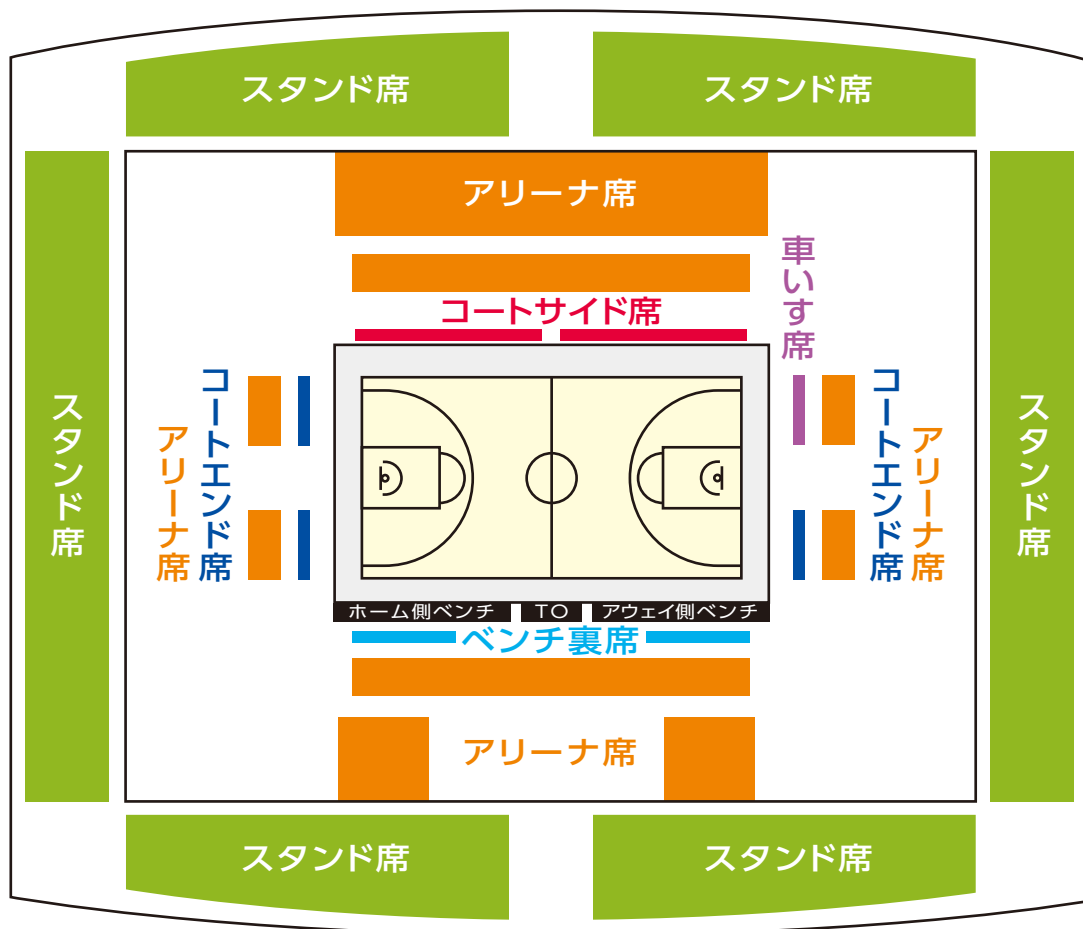 スタンド席
スタンド席
アリーナ席
車いす席
コートサイド席
スタンド席
アリーナ席
コートエンド席
コートエンド席
アリーナ席
スタンド席
ホーム側ベンチ
TO
アウェイ側ベンチ
ベンチ裏席
アリーナ席
スタンド席
スタンド席